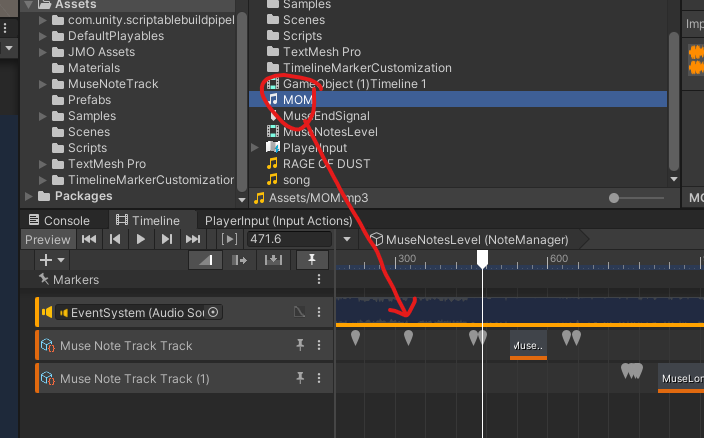 Assets
com.unity.scriptablebuildpipel
DefaultPlayables
JMO Assets
Materials
MuseNoteTrack
Prefabs
Samples
Scenes
Scripts
TextMesh Pro
TimelineMarkerCustomization
Packages
Samples
Scenes
Scripts
TextMesh Pro
TimelineMarkerCustomization
GameObject (1)Timeline 1
MOM
MuseEndSignal
MuseNotesLevel
PlayerInput
RAGE OF DUST
song
Assets/MOM.mp3
Imp
MO
Console
Timeline
PlayerInput (Input Actions)
Preview
471.6
MuseNotesLevel (NoteManager)
300
600
Markers
EventSystem (Audio Sou
Muse Note Track Track
Muse..
Muse Note Track Track (1)
MuseLon